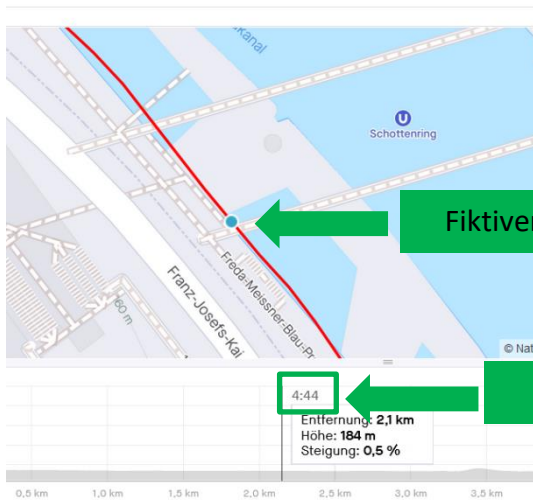 kanal
U
Schottenring
Fiktiver
Freda-Meissner-Blau-Pr
Franz-Josefs-Kai
60 m
© Nat
4:44
Entfernung: 2,1 km
Höhe: 184 m
Steigung: 0,5 %
0,5 km 1,0 km 1,5 km 2,0 km 2,5 km 3,0 km 3,5 km